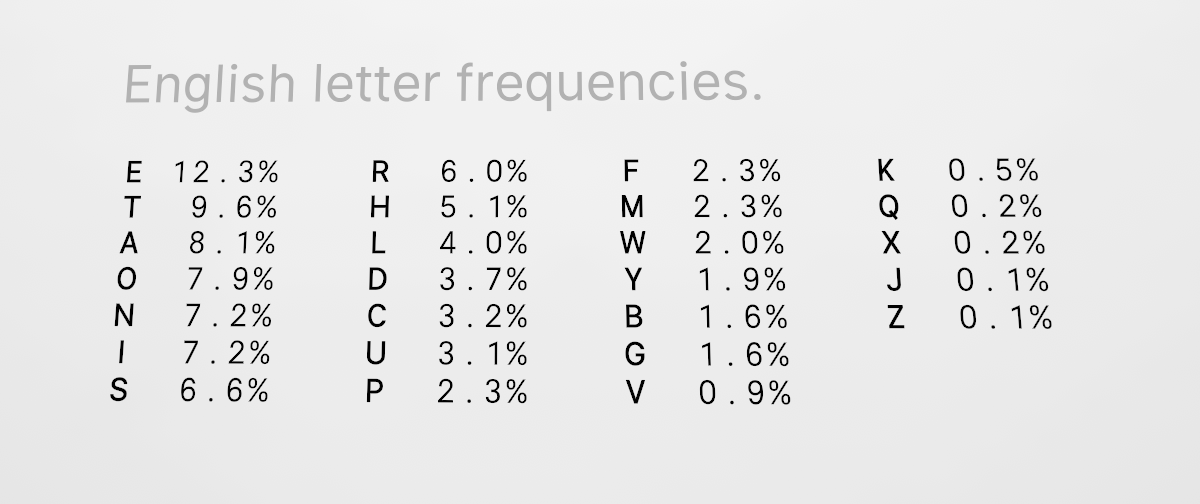 English letter frequencies.
E 12.3% R 6.0% F 2.3% K 0.5%
T 9.6% H 5.1% M 2.3% Q 0.2%
A 8.1% L 4.0% W 2.0% X 0.2%
O 7.9% D 3.7% Y 1.9% J 0.1%
N 7.2% C 3.2% B 1.6% Z 0.1%
I 7.2% U 3.1% G 1.6%
S 6.6% P 2.3% V 0.9%